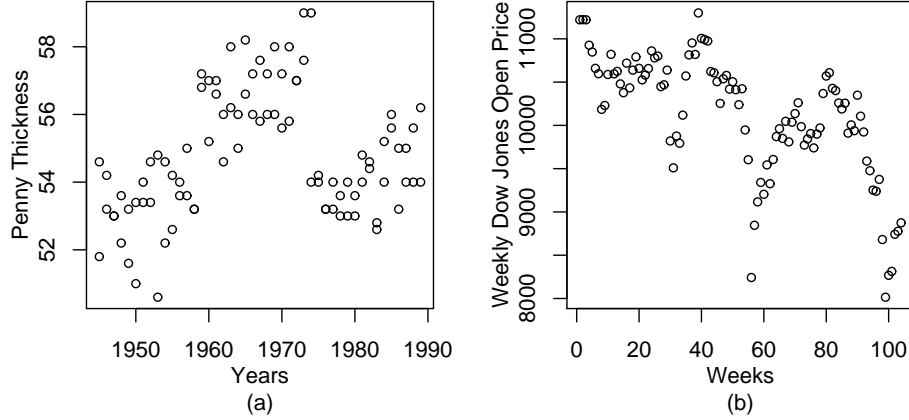 Penny Thickness
58
56
54
52
1950 1960 1970 1980 1990
Years
(a)
Weekly Dow Jones Open Price
11000
10000
9000
8000
0 20 40 60 80 100
Weeks
(b)